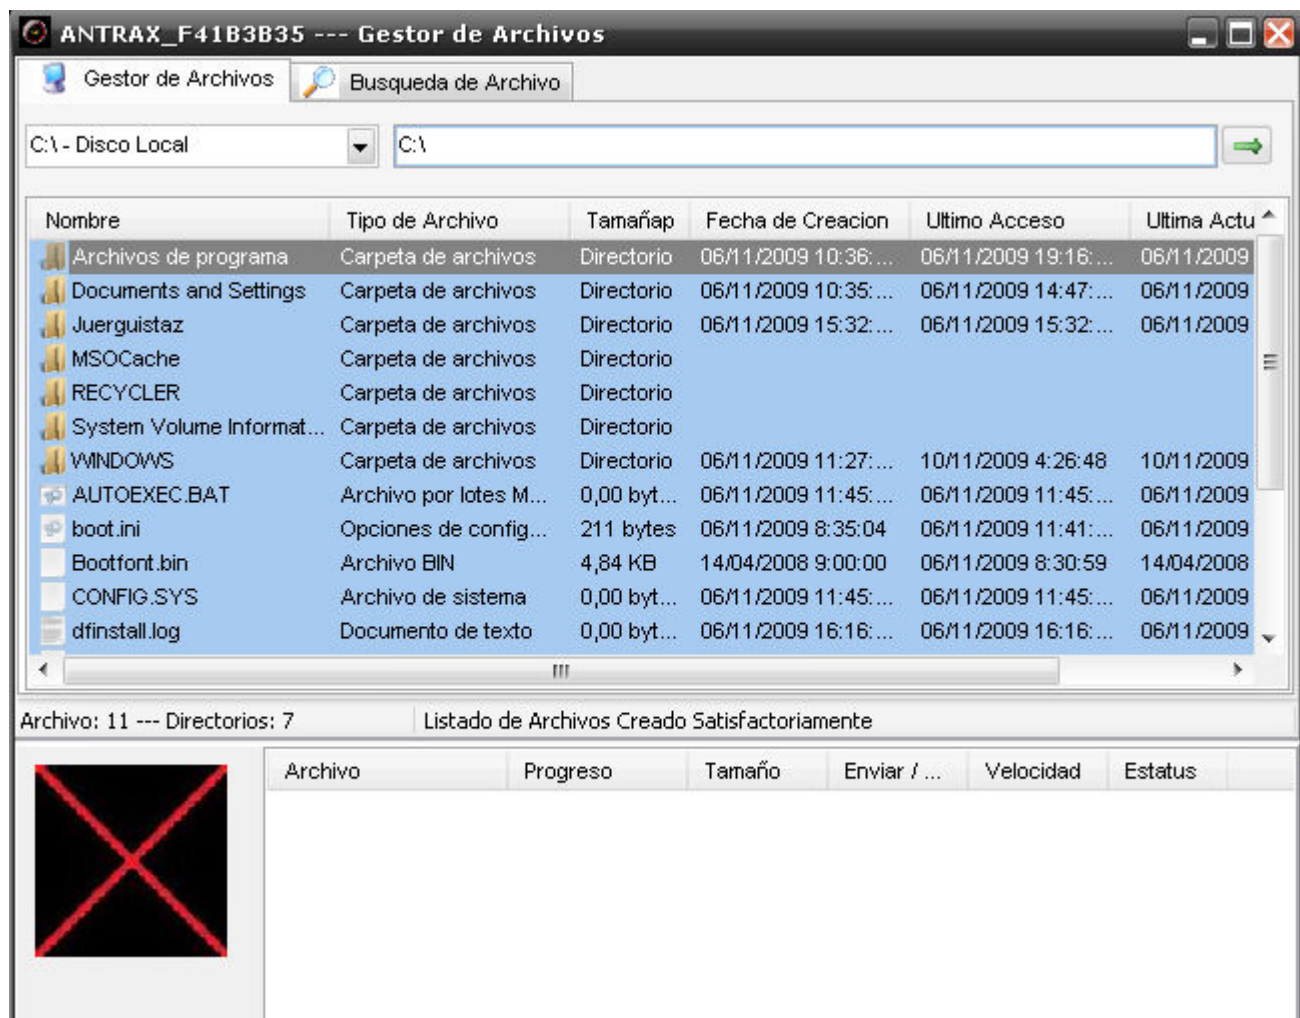 ANTRAX_F41B3B35 --- Gestor de Archivos
Gestor de Archivos Busqueda de Archivo
C:\ - Disco Local C:\
Nombre Tipo de Archivo Tamañap Fecha de Creacion Ultimo Acceso Ultima Actu
Archivos de programa Carpeta de archivos Directorio 06/11/2009 10:36:... 06/11/2009 19:16:... 06/11/2009
Documents and Settings Carpeta de archivos Directorio 06/11/2009 10:35:... 06/11/2009 14:47:... 06/11/2009
Juerguistaz Carpeta de archivos Directorio 06/11/2009 15:32:... 06/11/2009 15:32:... 06/11/2009
MSOCache Carpeta de archivos Directorio
RECYCLER Carpeta de archivos Directorio
System Volume Informat... Carpeta de archivos Directorio
WINDOWS Carpeta de archivos Directorio 06/11/2009 11:27:... 10/11/2009 4:26:48 10/11/2009
AUTOEXEC.BAT Archivo por lotes M... 0,00 byt... 06/11/2009 11:45:... 06/11/2009 11:45:... 06/11/2009
boot.ini Opciones de config... 211 bytes 06/11/2009 8:35:04 06/11/2009 11:41:... 06/11/2009
Bootfont.bin Archivo BIN 4,84 KB 14/04/2008 9:00:00 06/11/2009 8:30:59 14/04/2008
CONFIG.SYS Archivo de sistema 0,00 byt... 06/11/2009 11:45:... 06/11/2009 11:45:... 06/11/2009
dfinstall.log Documento de texto 0,00 byt... 06/11/2009 16:16:... 06/11/2009 16:16:... 06/11/2009
Archivo: 11 --- Directorios: 7 Listado de Archivos Creado Satisfactoriamente
Archivo Progreso Tamaño Enviar / ... Velocidad Estatus